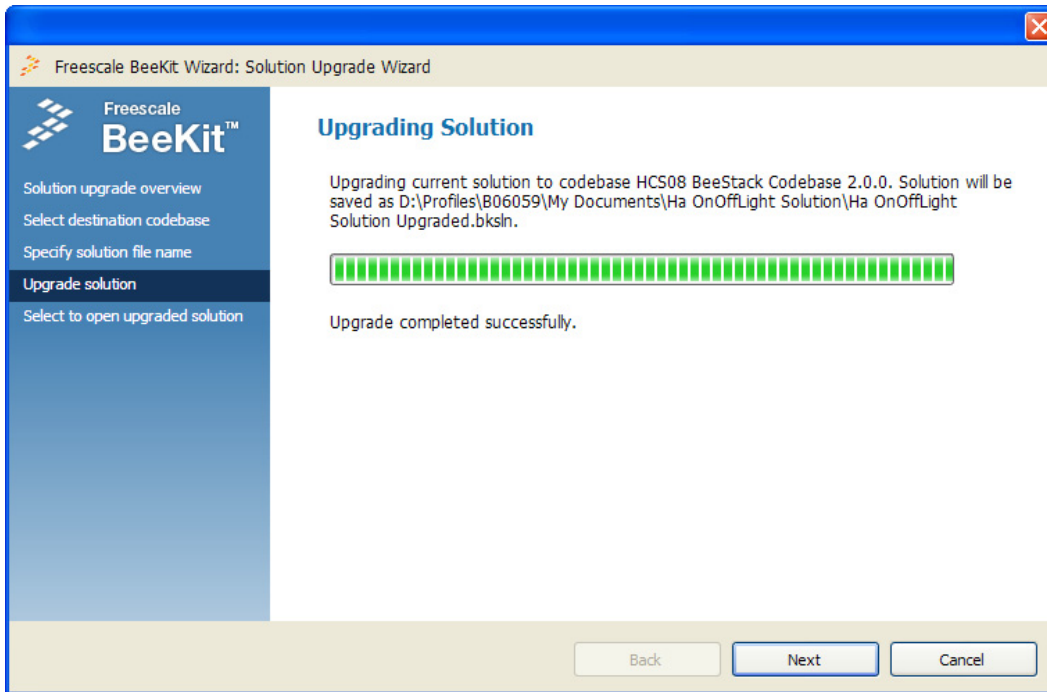 Freescale BeeKit Wizard: Solution Upgrade Wizard
Freescale
BeeKit™
Solution upgrade overview
Select destination codebase
Specify solution file name
Upgrade solution
Select to open upgraded solution
Upgrading Solution
Upgrading current solution to codebase HCS08 BeeStack Codebase 2.0.0. Solution will be
saved as D:\Profiles\B06059\My Documents\Ha OnOffLight Solution\Ha OnOffLight
Solution Upgraded.bksln.
Upgrade completed successfully.
Back
Next
Cancel